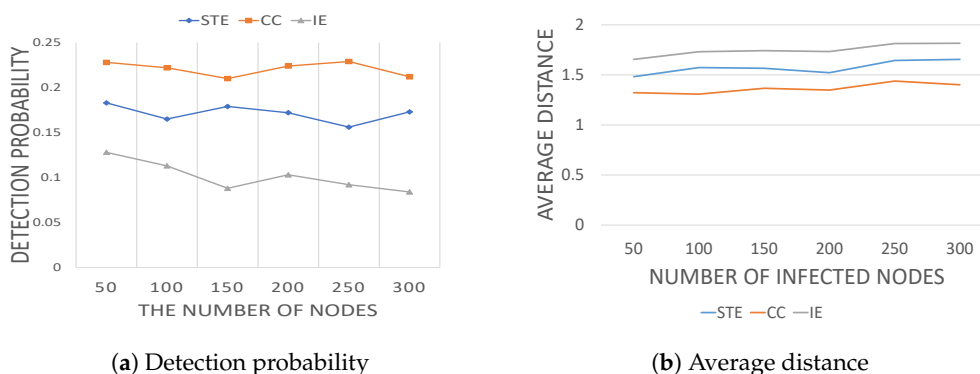 STE CC IE
0.25
0.2
0.15
0.1
0.05
0
DETECTION PROBABILITY
50 100 150 200 250 300
THE NUMBER OF NODES
(a) Detection probability
2
1.5
1
0.5
0
AVERAGE DISTANCE
50 100 150 200 250 300
NUMBER OF INFECTED NODES
STE CC IE
(b) Average distance